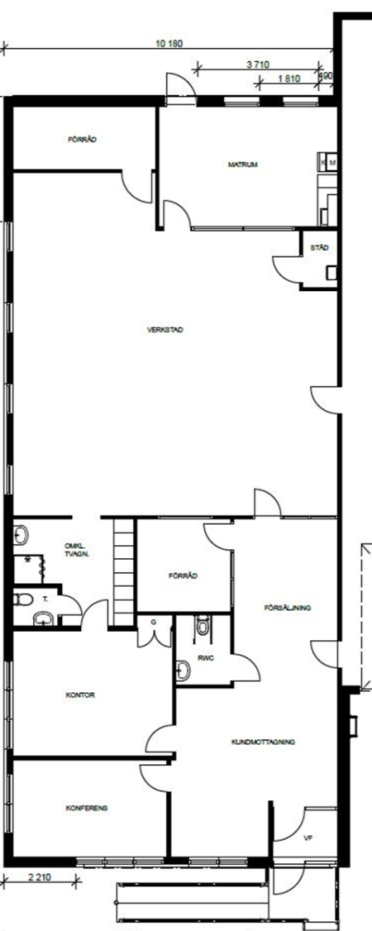 10 180
3 710
1 810
490
FÖRRÅD
MATRUM
K M
STÄD
VERKSTAD
OMKL.
TVAGN.
FÖRRÅD
T.
FÖRSÄLJNING
RWC
KONTOR
KUNDMOTTAGNING
KONFERENS
VF
2 210